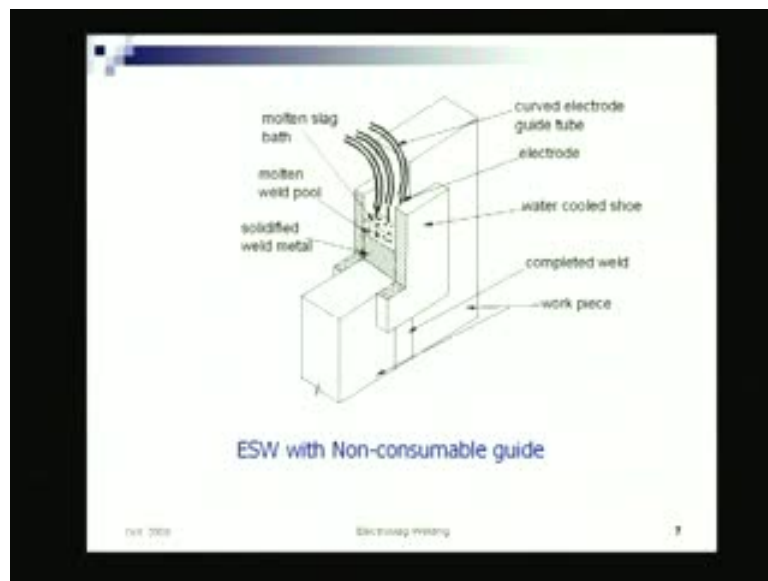 molten slag
bath
molten
weld pool
solidified
weld metal
curved electrode
guide tube
electrode
water cooled shoe
completed weld
work piece
ESW with Non-consumable guide
Electroslag Welding
7